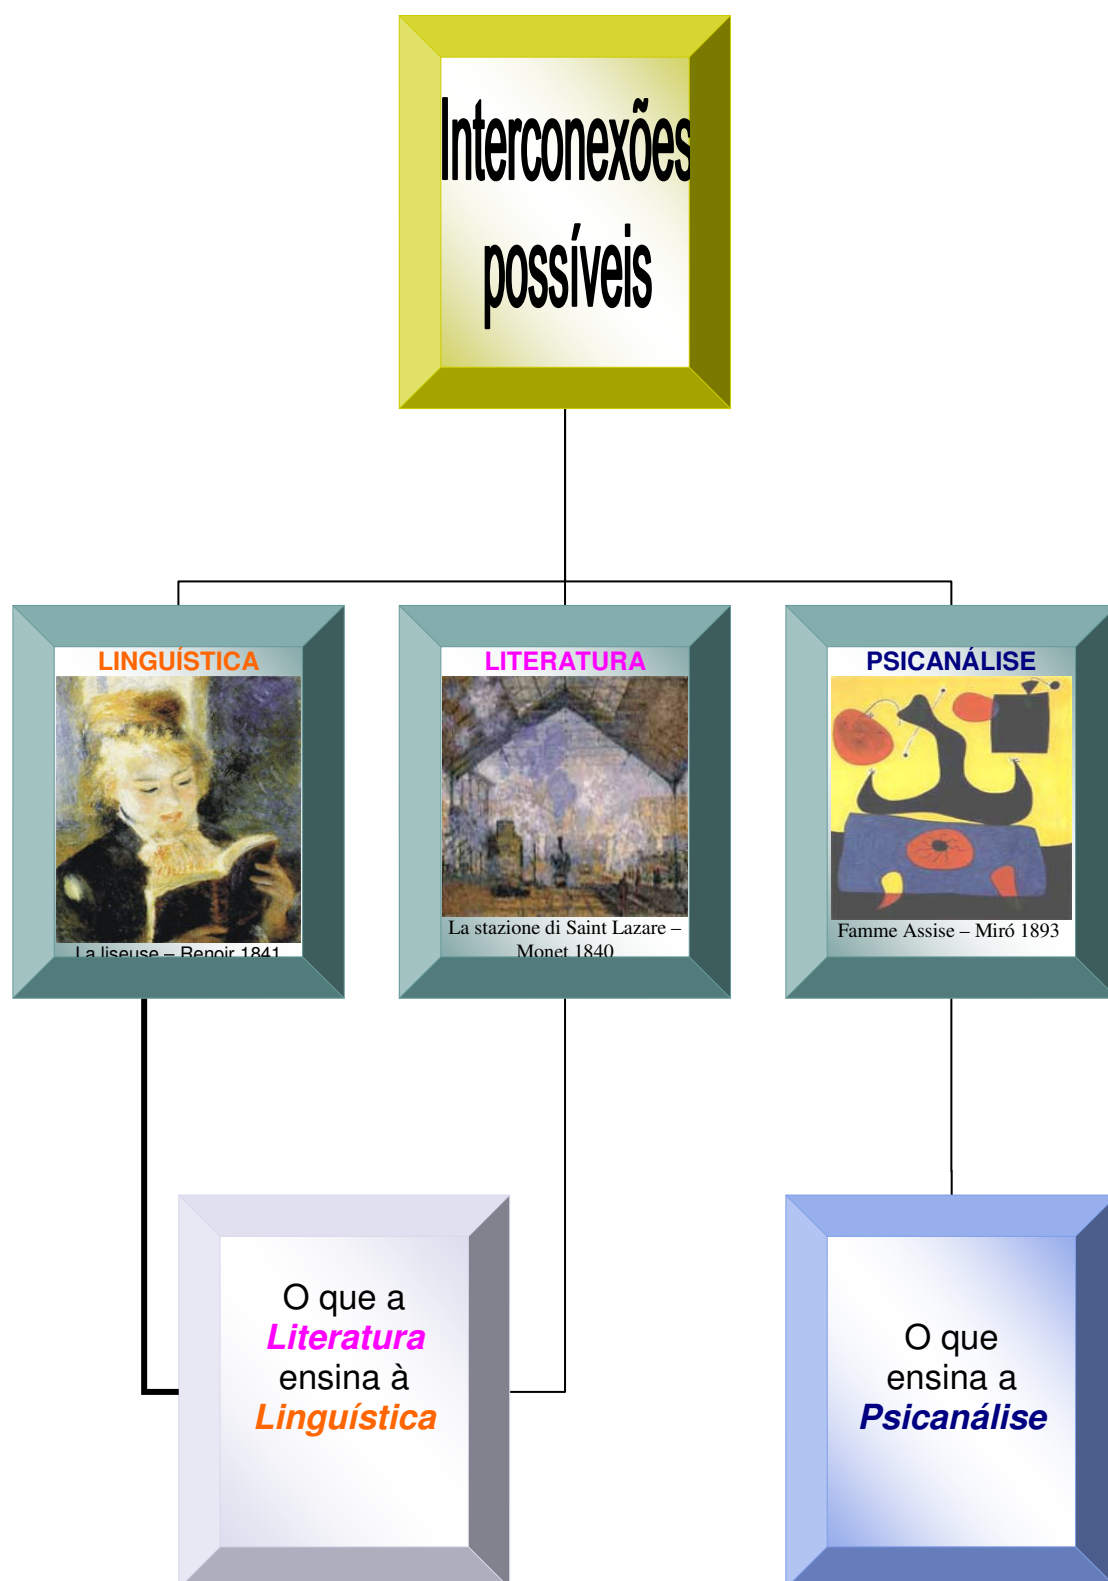 Interconexões
possíveis
LINGUÍSTICA
La liseuse – Renoir 1841
LITERATURA
La stazione di Saint Lazare –
Monet 1840
PSICANÁLISE
Famme Assise – Miró 1893
O que a
Literatura
ensina à
Linguística
O que
ensina a
Psicanálise